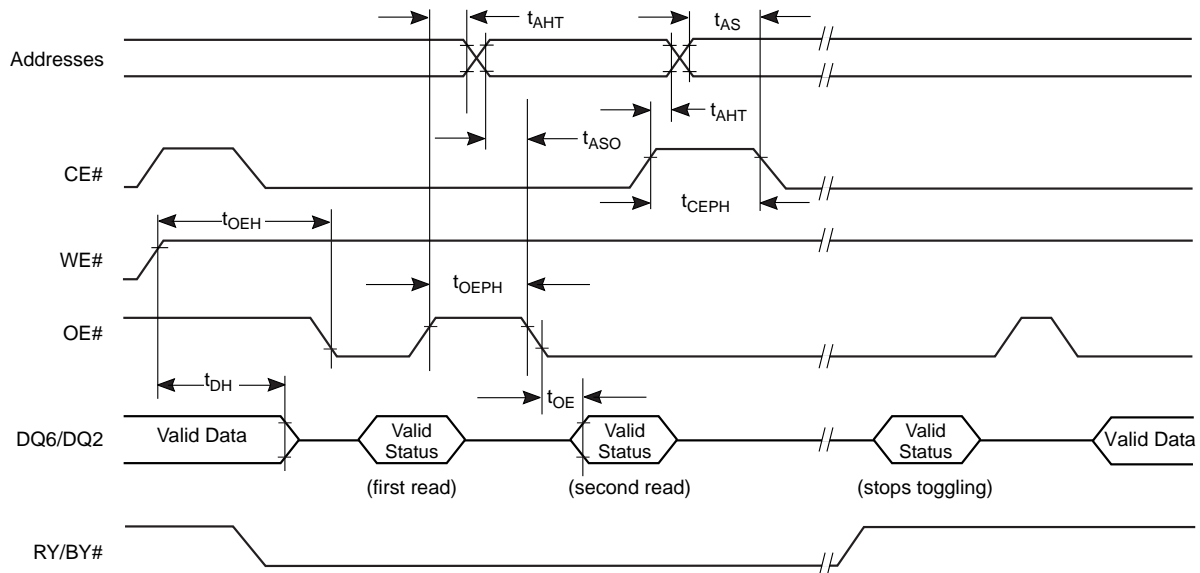 tAHT
tAS
Addresses
tAHT
tASO
CE#
tCEPH
tOEH
WE#
tOEPH
OE#
tDH
tOE
DQ6/DQ2
Valid Data
Valid
Status
Valid
Status
Valid
Status
Valid Data
(first read)
(second read)
(stops toggling)
RY/BY#